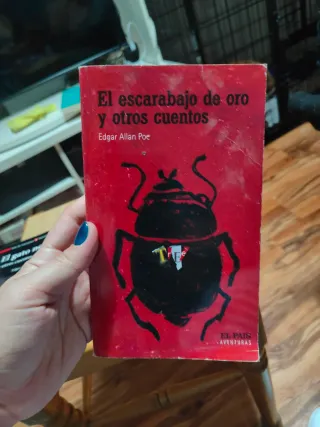 El escarabajo de oro
y otros cuentos
Edgar Allan Poe
EL PAÍS
AVENTURAS
El gato